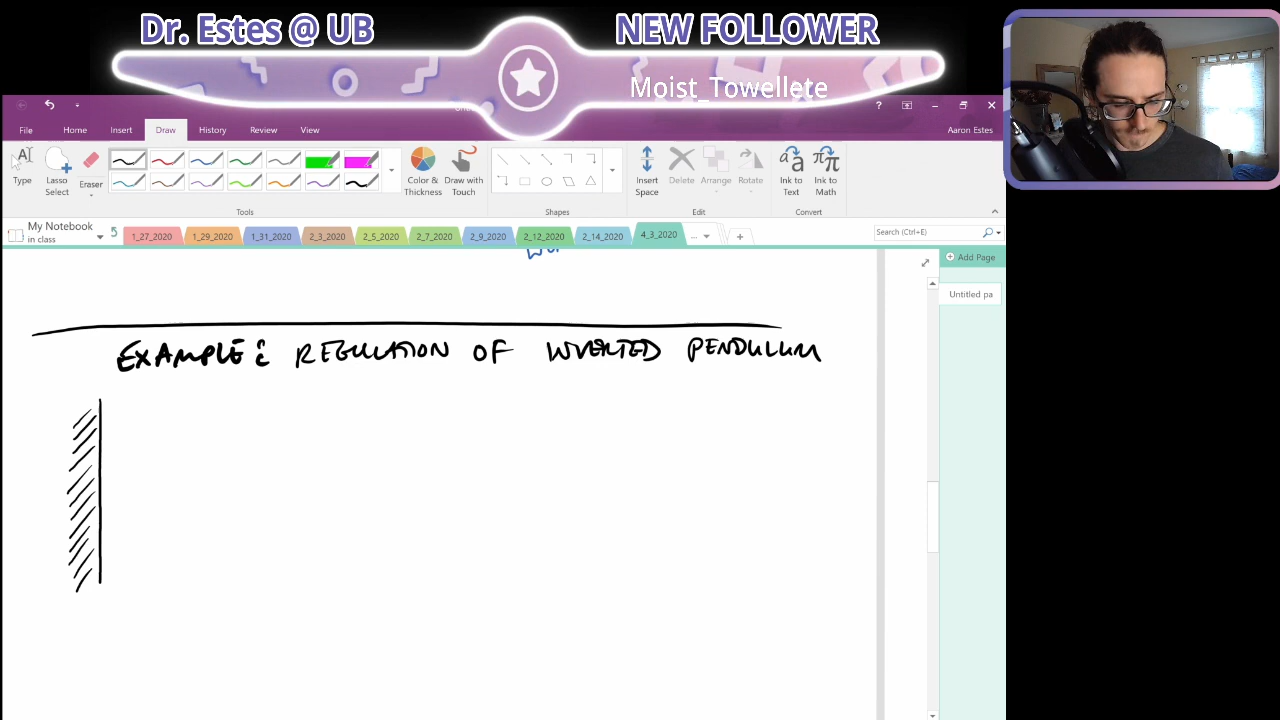 Dr. Estes @ UB
NEW FOLLOWER
Moist_Towellete
Aaron Estes
File Home Insert Draw History Review View
Type
Lasso Select
Eraser
Color & Thickness
Draw with Touch
Insert Space
Delete
Arrange
Rotate
Ink to Text
Ink to Math
Tools
Shapes
Edit
Convert
My Notebook
in class
1_27_2020 1_29_2020 1_31_2020 2_3_2020 2_5_2020 2_7_2020 2_9_2020 2_12_2020 2_14_2020 4_3_2020 ...
Search (Ctrl+E)
Add Page
Untitled pa
EXAMPLE: REGULATION OF INVERTED PENDULUM